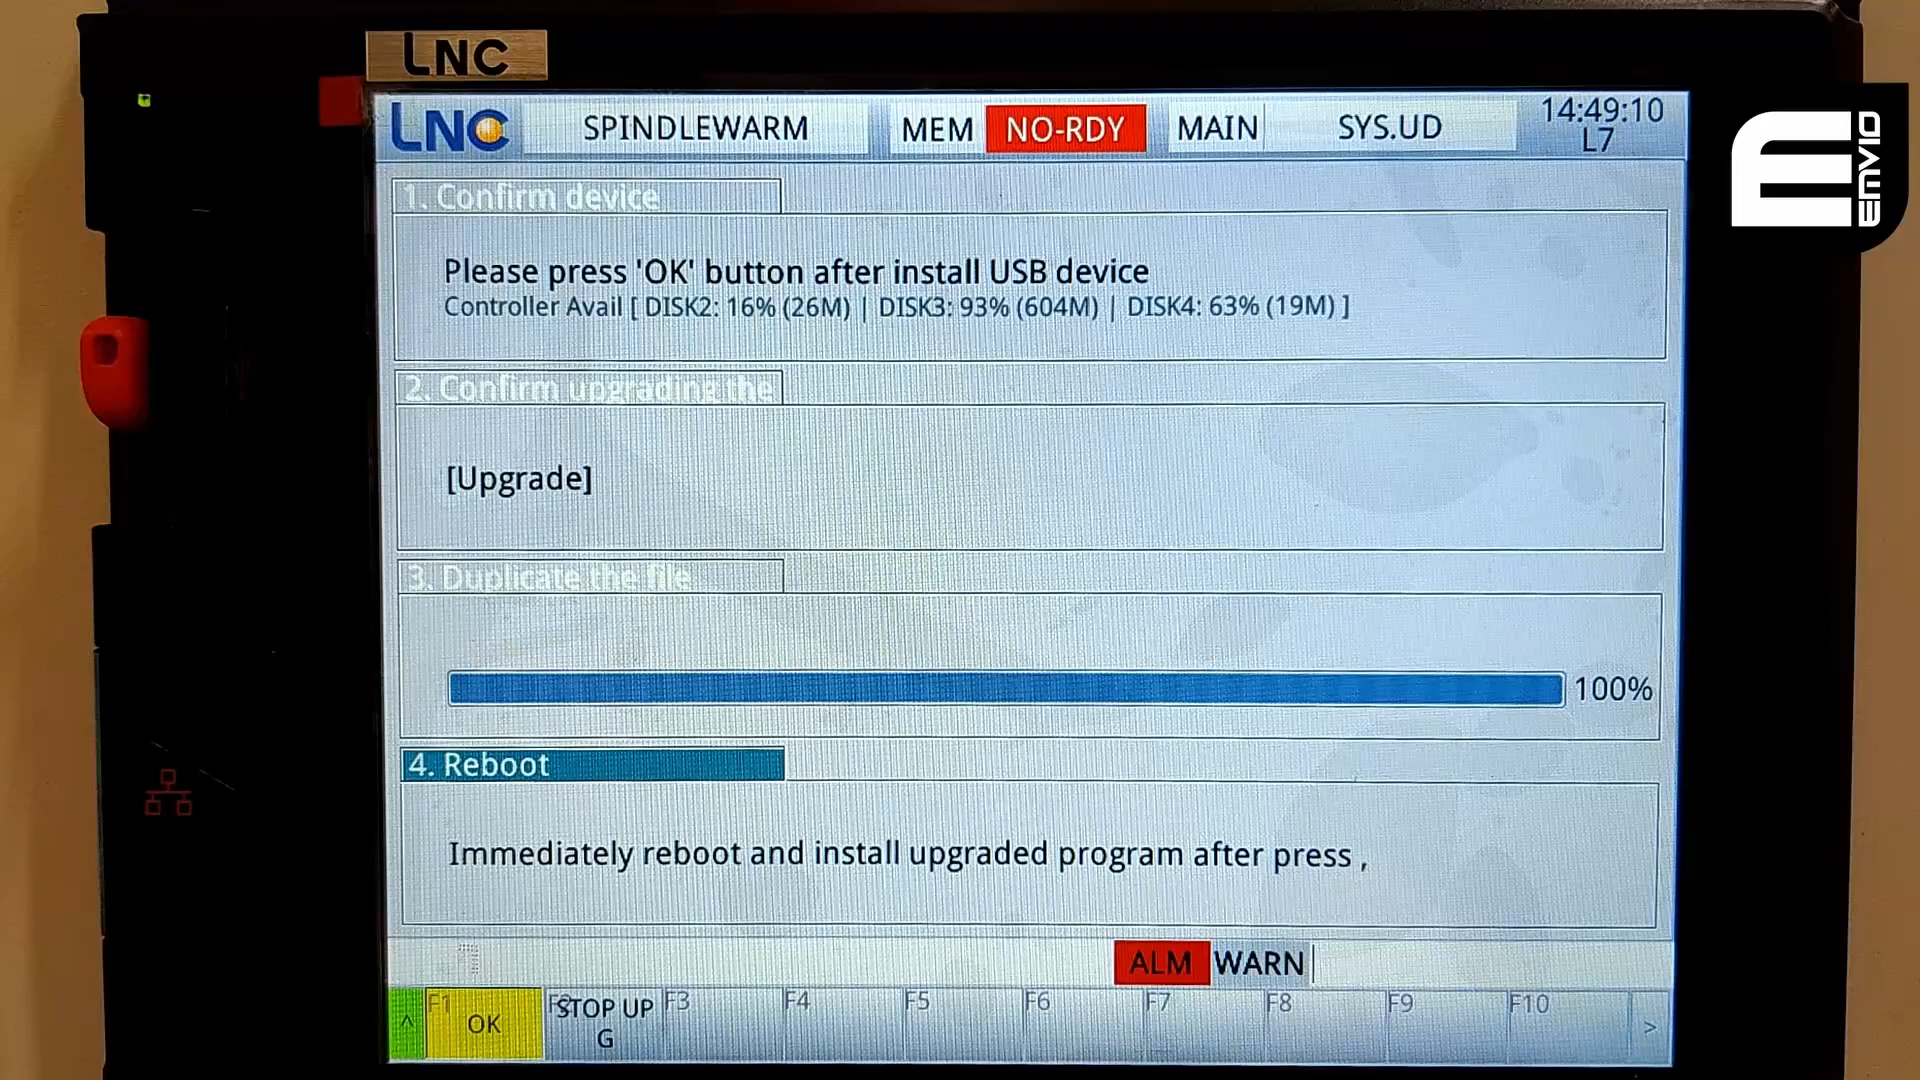 LNC
LNC SPINDLEWARM MEM NO-RDY MAIN SYS.UD 14:49:10
L7
ENVIO
1. Confirm device
Please press 'OK' button after install USB device
Controller Avail [ DISK2: 16% (26M) | DISK3: 93% (604M) | DISK4: 63% (19M) ]
2. Confirm upgrading the
[Upgrade]
3. Duplicate the file
100%
4. Reboot
Immediately reboot and install upgraded program after press ,
ALM WARN
^ F1 OK F2 STOP UP F3 F4 F5 F6 F7 F8 F9 F10 >
G